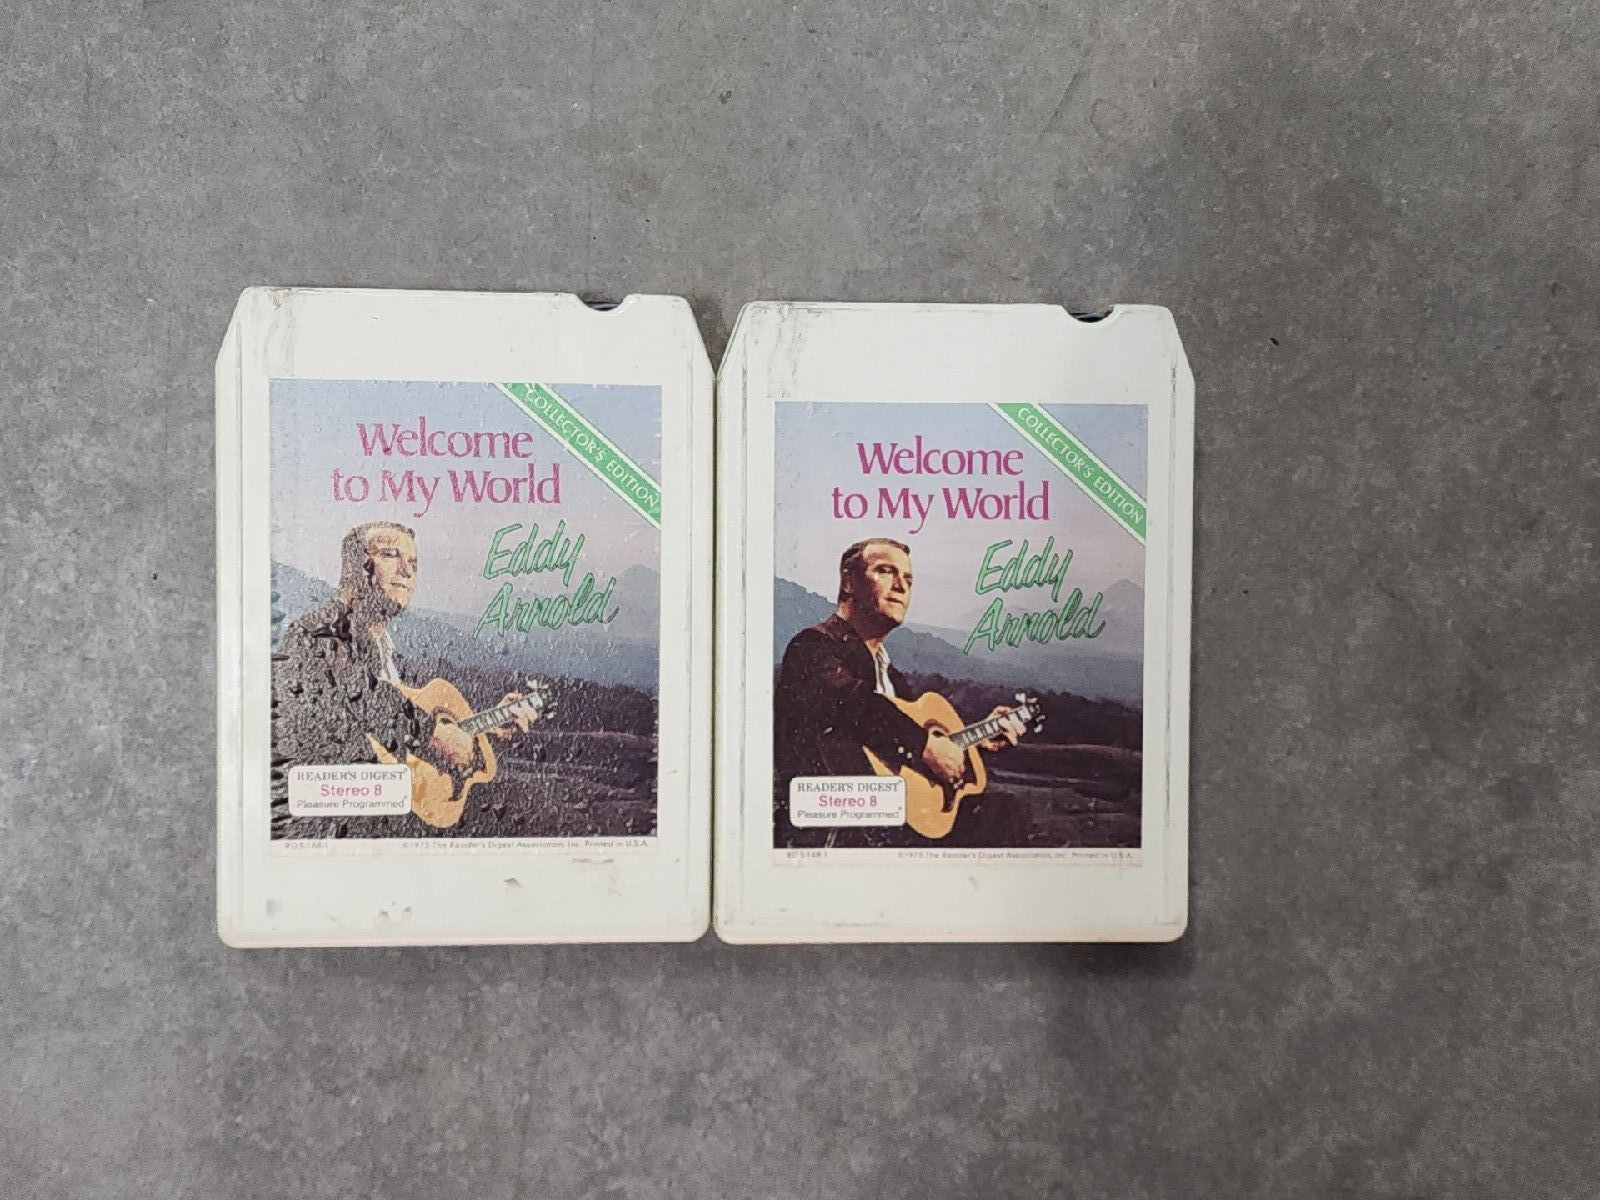 COLLECTOR'S EDITION
Welcome
to My World
Eddy
Arnold
READER'S DIGEST
Stereo 8
Pleasure Programmed
©1975 The Reader's Digest Association, Inc. Printed in U.S.A.
COLLECTOR'S EDITION
Welcome
to My World
Eddy
Arnold
READER'S DIGEST
Stereo 8
Pleasure Programmed
©1975 The Reader's Digest Association, Inc. Printed in U.S.A.